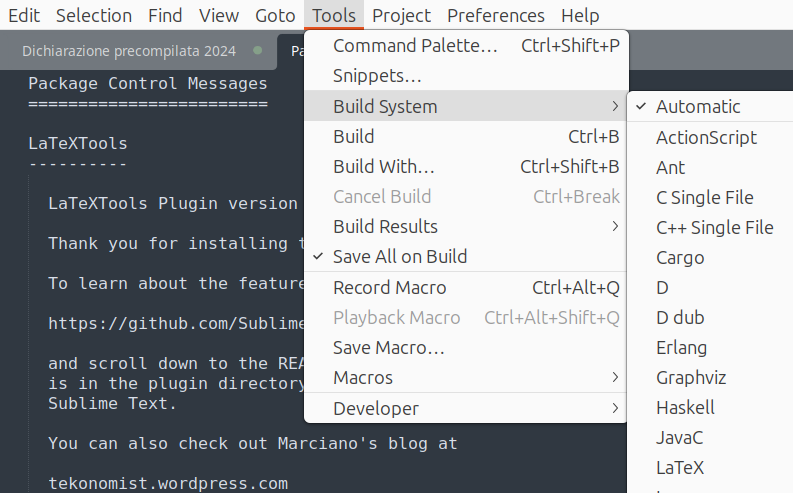 Edit Selection Find View Goto Tools Project Preferences Help
Dichiarazione precompilata 2024
Pa
Command Palette... Ctrl+Shift+P
Snippets...
Build System
Build Ctrl+B
Build With... Ctrl+Shift+B
Cancel Build Ctrl+Break
Build Results
Save All on Build
Record Macro Ctrl+Alt+Q
Playback Macro Ctrl+Alt+Shift+Q
Save Macro...
Macros
Developer
Automatic
ActionScript
Ant
C Single File
C++ Single File
Cargo
D
D dub
Erlang
Graphviz
Haskell
JavaC
LaTeX
Package Control Messages
========================
LaTeXTools
----------
LaTeXTools Plugin version
Thank you for installing
To learn about the feature
https://github.com/Sublime
and scroll down to the REA
is in the plugin directory
Sublime Text.
You can also check out Marciano's blog at
tekonomist.wordpress.com